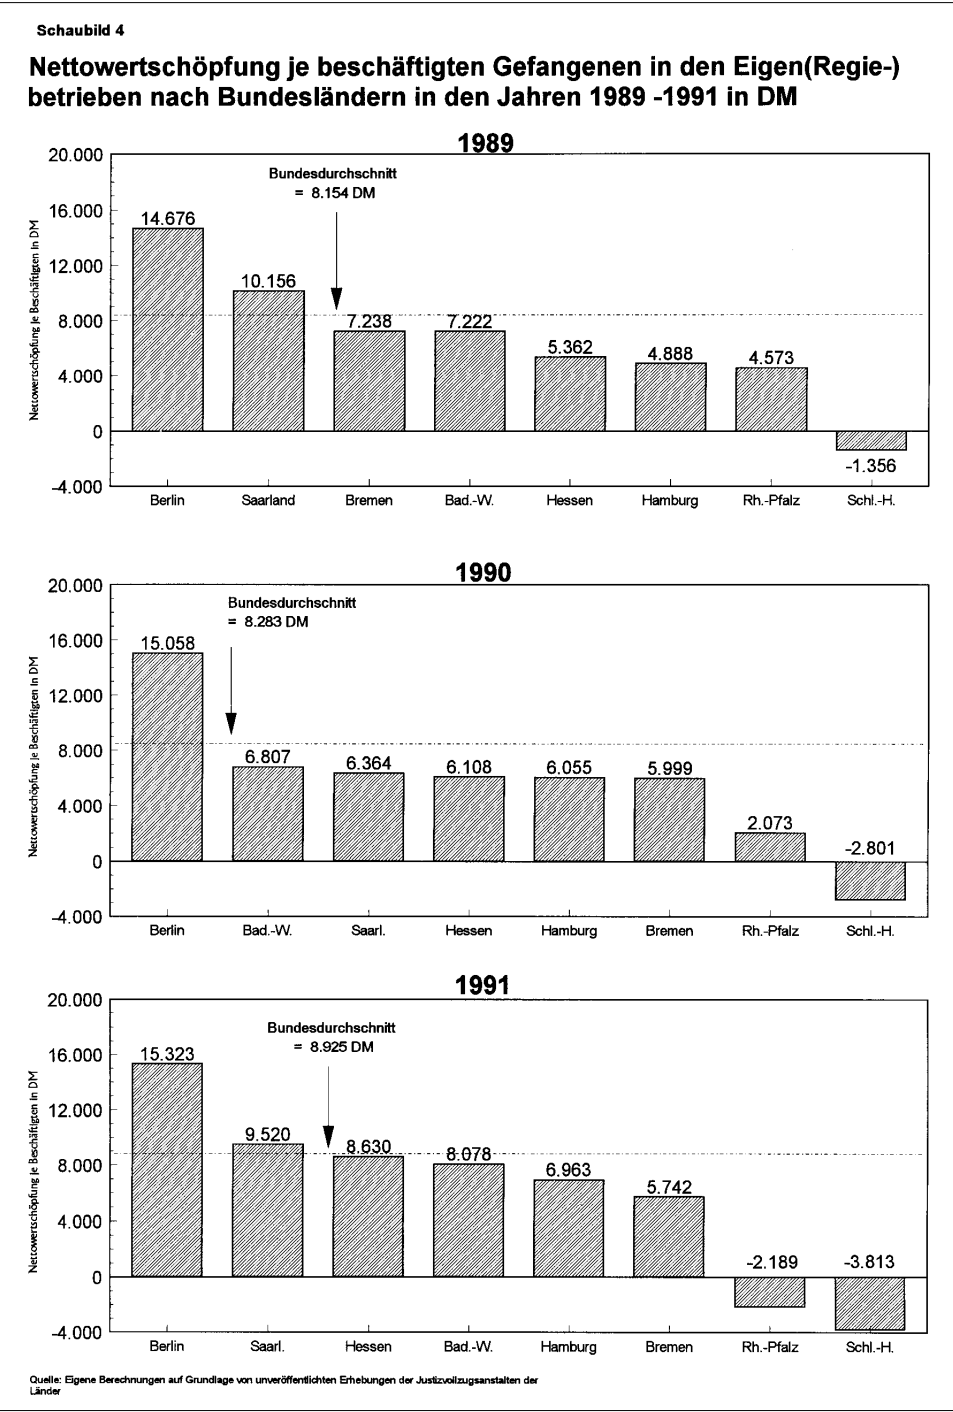 Schaubild 4
Nettowertschöpfung je beschäftigten Gefangenen in den Eigen(Regie-)
betrieben nach Bundesländern in den Jahren 1989 -1991 in DM
1989
Nettowertschöpfung je Beschäftigten in DM
20.000
16.000
12.000
8.000
4.000
0
-4.000
Bundesdurchschnitt
= 8.154 DM
14.676
10.156
7.238
7.222
5.362
4.888
4.573
-1.356
Berlin Saarland Bremen Bad.-W. Hessen Hamburg Rh.-Pfalz Schl.-H.
1990
Nettowertschöpfung je Beschäftigten in DM
20.000
16.000
12.000
8.000
4.000
0
-4.000
Bundesdurchschnitt
= 8.283 DM
15.058
6.807
6.364
6.108
6.055
5.999
2.073
-2.801
Berlin Bad.-W. Saarl. Hessen Hamburg Bremen Rh.-Pfalz Schl.-H.
1991
Nettowertschöpfung je Beschäftigten in DM
20.000
16.000
12.000
8.000
4.000
0
-4.000
Bundesdurchschnitt
= 8.925 DM
15.323
9.520
8.630
8.078
6.963
5.742
-2.189
-3.813
Berlin Saarl. Hessen Bad.-W. Hamburg Bremen Rh.-Pfalz Schl.-H.
Quelle: Eigene Berechnungen auf Grundlage von unveröffentlichten Erhebungen der Justizvollzugsanstalten der
Länder